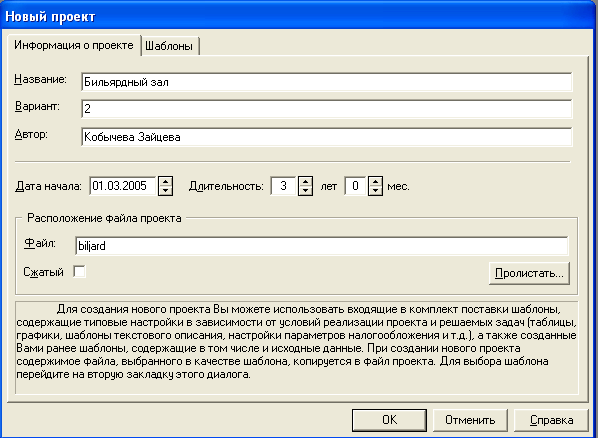 Новый проект
Информация о проекте Шаблоны
Название: Бильярдный зал
Вариант: 2
Автор: Кобычева Зайцева
Дата начала: 01.03.2005 Длительность: 3 лет 0 мес.
Расположение файла проекта
Файл: biljard
Сжатый Пролистать...
Для создания нового проекта Вы можете использовать входящие в комплект поставки шаблоны,
содержащие типовые настройки в зависимости от условий реализации проекта и решаемых задач (таблицы,
графики, шаблоны текстового описания, настройки параметров налогообложения и т.д.), а также созданные
Вами ранее шаблоны, содержащие в том числе и исходные данные. При создании нового проекта
содержимое файла, выбранного в качестве шаблона, копируется в файл проекта. Для выбора шаблона
перейдите на вторую закладку этого диалога.
OK Отменить Справка